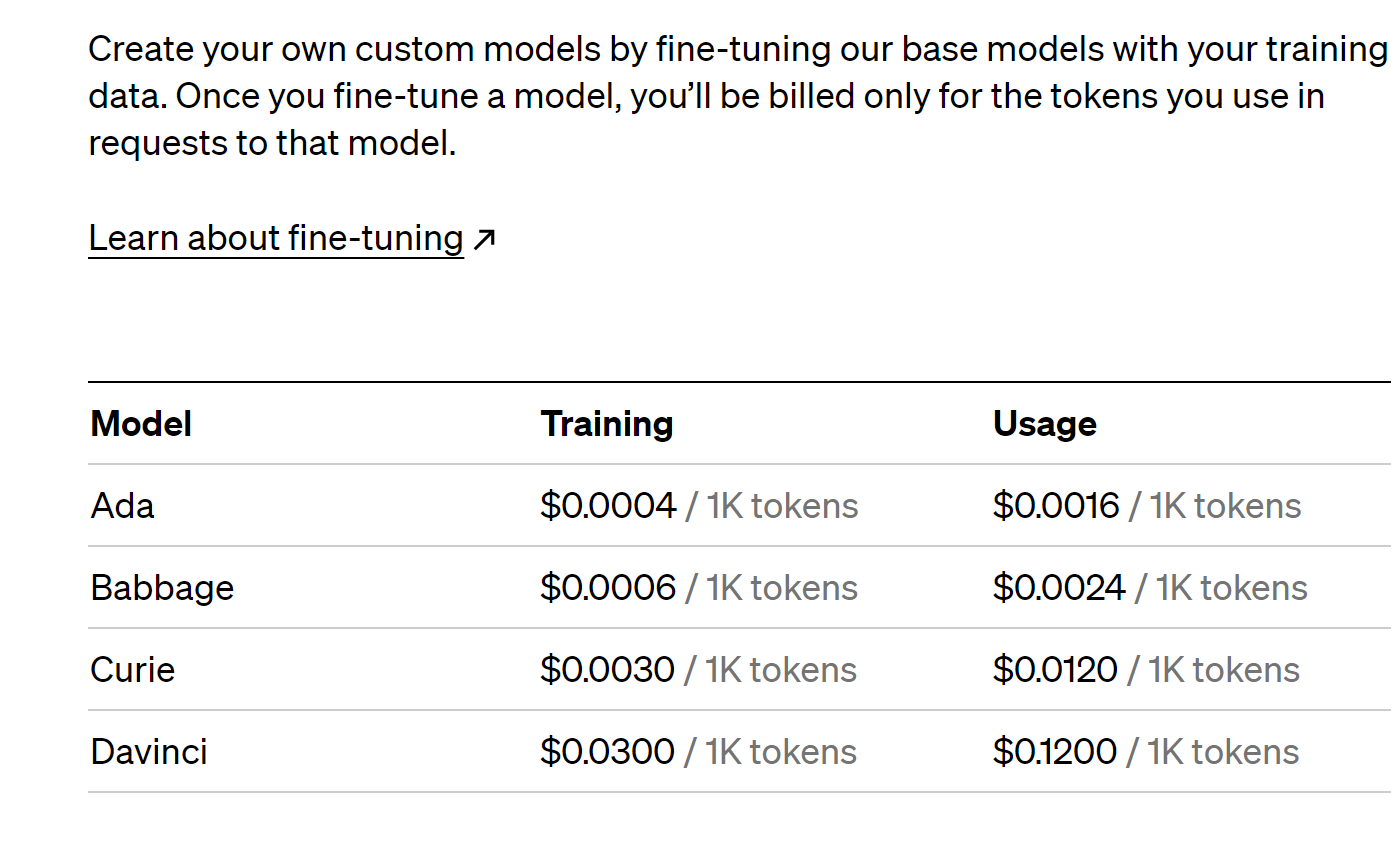 Create your own custom models by fine-tuning our base models with your training
data. Once you fine-tune a model, you’ll be billed only for the tokens you use in
requests to that model.
Learn about fine-tuning ↗
Model Training Usage
Ada $0.0004 / 1K tokens $0.0016 / 1K tokens
Babbage $0.0006 / 1K tokens $0.0024 / 1K tokens
Curie $0.0030 / 1K tokens $0.0120 / 1K tokens
Davinci $0.0300 / 1K tokens $0.1200 / 1K tokens